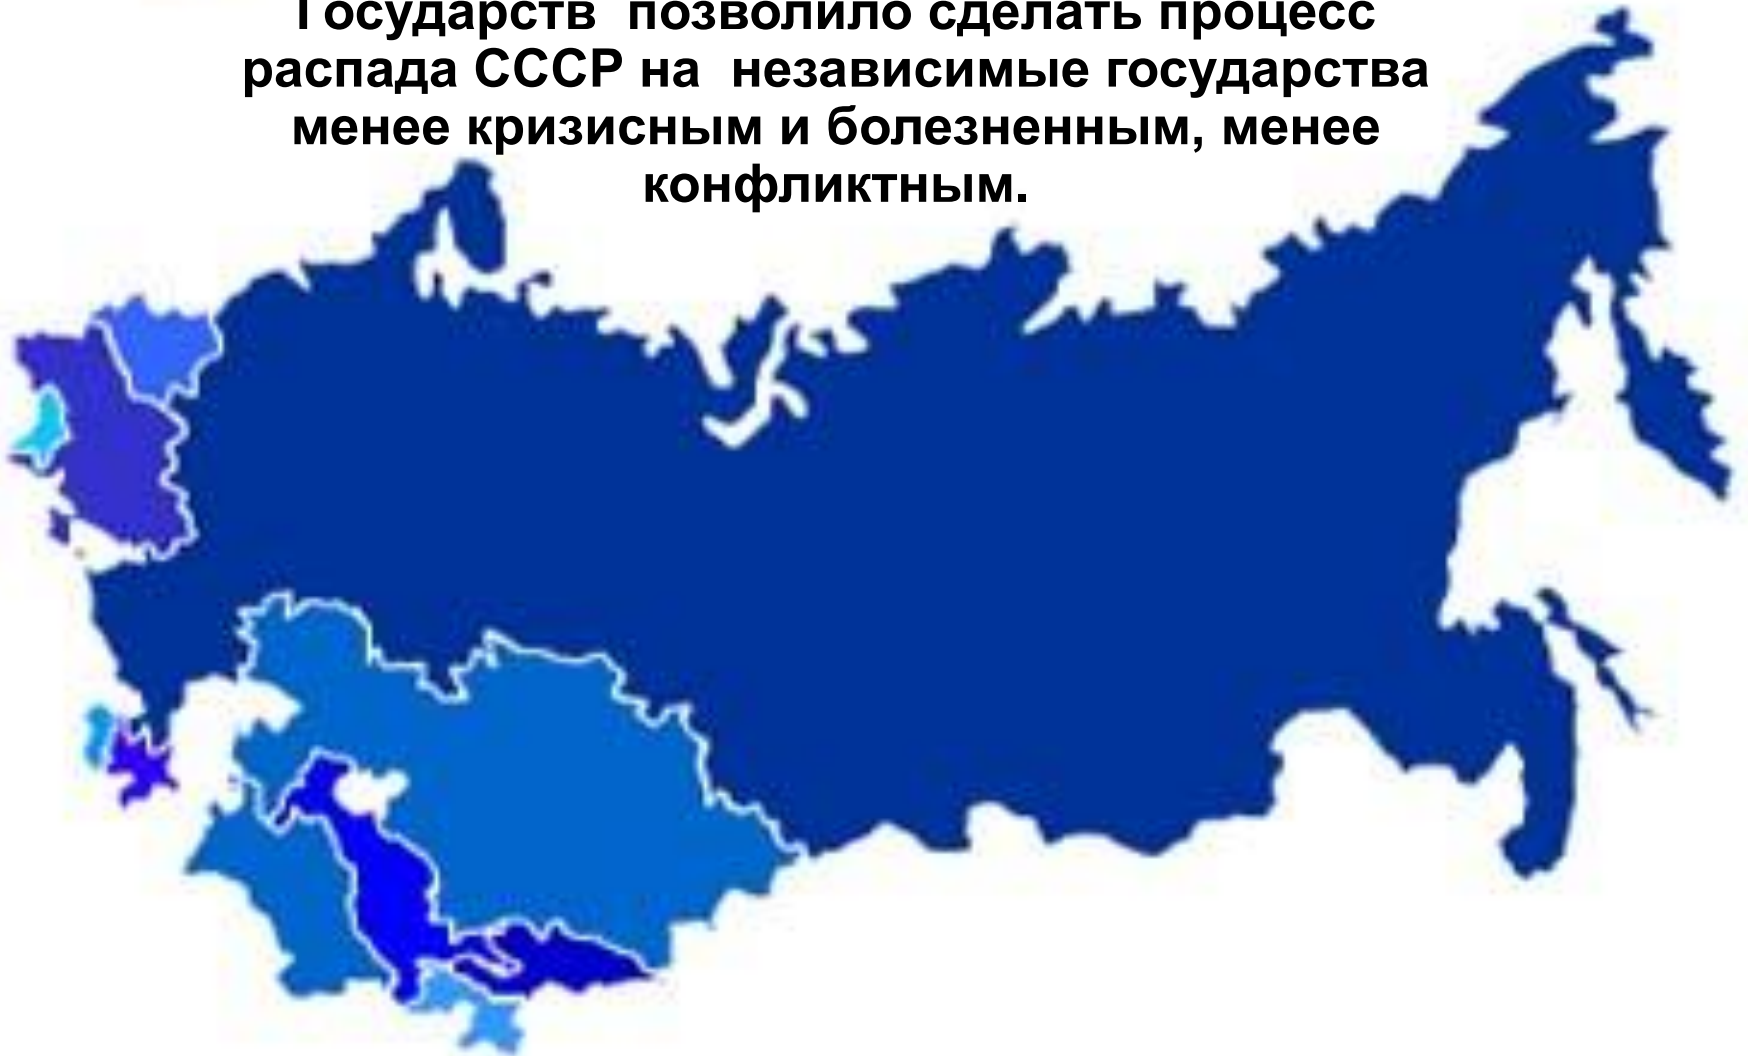 Государств позволило сделать процесс
распада СССР на независимые государства
менее кризисным и болезненным, менее
конфликтным.